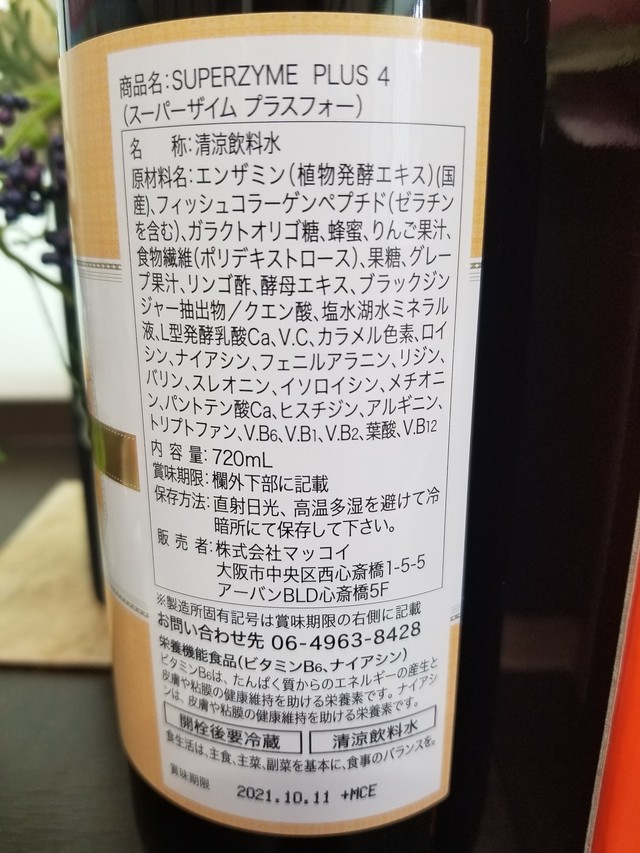 商品名:SUPERZYME PLUS 4
(スーパーザイム プラスフォー)
名 称:清涼飲料水
原材料名:エンザミン(植物発酵エキス)(国
産)、フィッシュコラーゲンペプチド(ゼラチン
を含む)、ガラクトオリゴ糖、蜂蜜、りんご果汁、
食物繊維(ポリデキストロース)、果糖、グレー
プ果汁、リンゴ酢、酵母エキス、ブラックジン
ジャー抽出物/クエン酸、塩水湖水ミネラル
液、L型発酵乳酸Ca、V.C、カラメル色素、ロイ
シン、ナイアシン、フェニルアラニン、リジン、
バリン、スレオニン、イソロイシン、メチオニ
ン、パントテン酸Ca、ヒスチジン、アルギニン、
トリプトファン、V.B6、V.B1、V.B2、葉酸、V.B12
内 容 量:720mL
賞味期限:欄外下部に記載
保存方法:直射日光、高温多湿を避けて冷
暗所にて保存して下さい。
販 売 者:株式会社マッコイ
大阪市中央区西心斎橋1-5-5
アーバンBLD心斎橋5F
※製造所固有記号は賞味期限の右側に記載
お問い合わせ先 06-4963-8428
栄養機能食品(ビタミンB6、ナイアシン)
ビタミンB6は、たんぱく質からのエネルギーの産生と
皮膚や粘膜の健康維持を助ける栄養素です。ナイアシ
ンは、皮膚や粘膜の健康維持を助ける栄養素です。
開栓後要冷蔵 清涼飲料水
食生活は、主食、主菜、副菜を基本に、食事のバランスを。
賞味期限 2021.10.11 +MCE